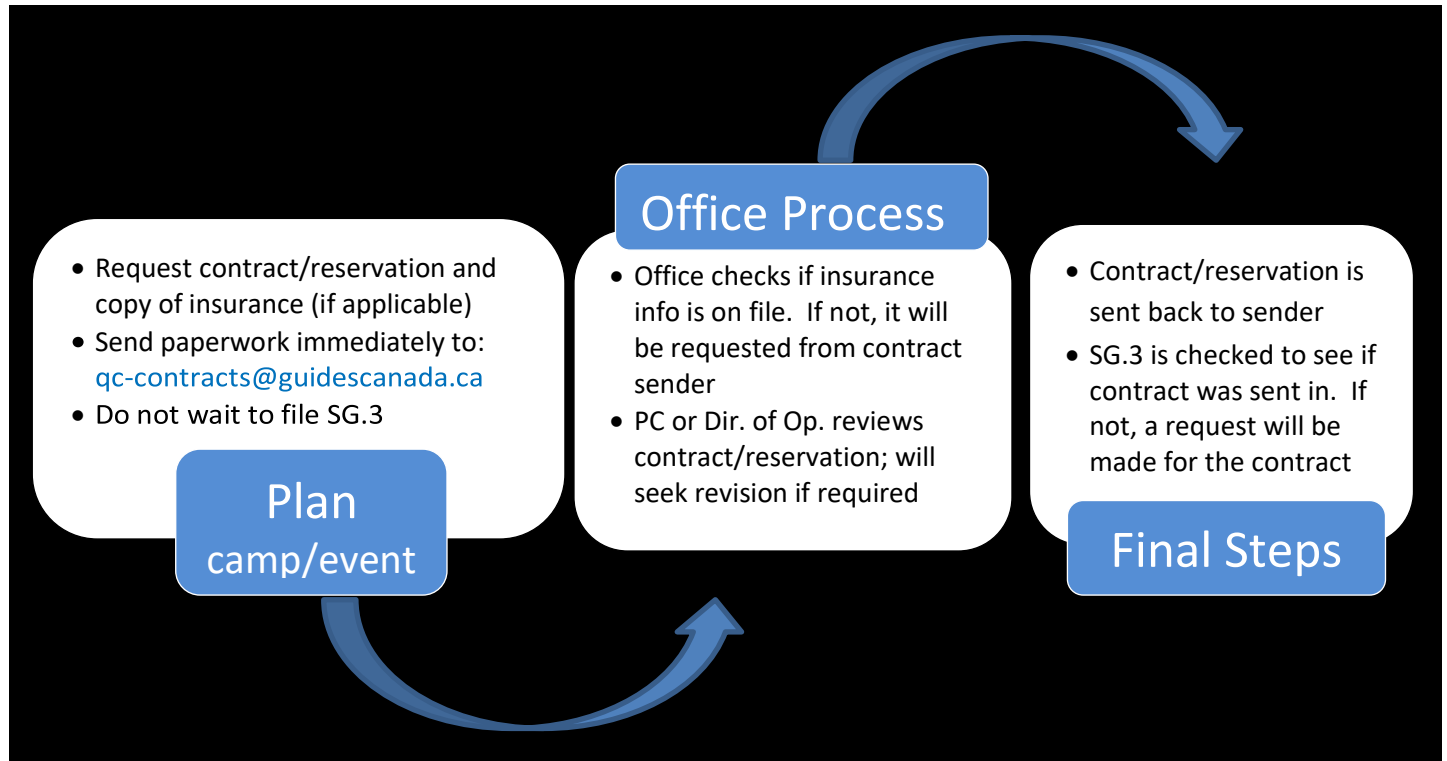 • Request contract/reservation and
copy of insurance (if applicable)
• Send paperwork immediately to:
qc-contracts@guidescanada.ca
• Do not wait to file SG.3
Plan
camp/event
Office Process
• Office checks if insurance
info is on file.  If not, it will
be requested from contract
sender
• PC or Dir. of Op. reviews
contract/reservation; will
seek revision if required
• Contract/reservation is
sent back to sender
• SG.3 is checked to see if
contract was sent in.  If
not, a request will be
made for the contract
Final Steps